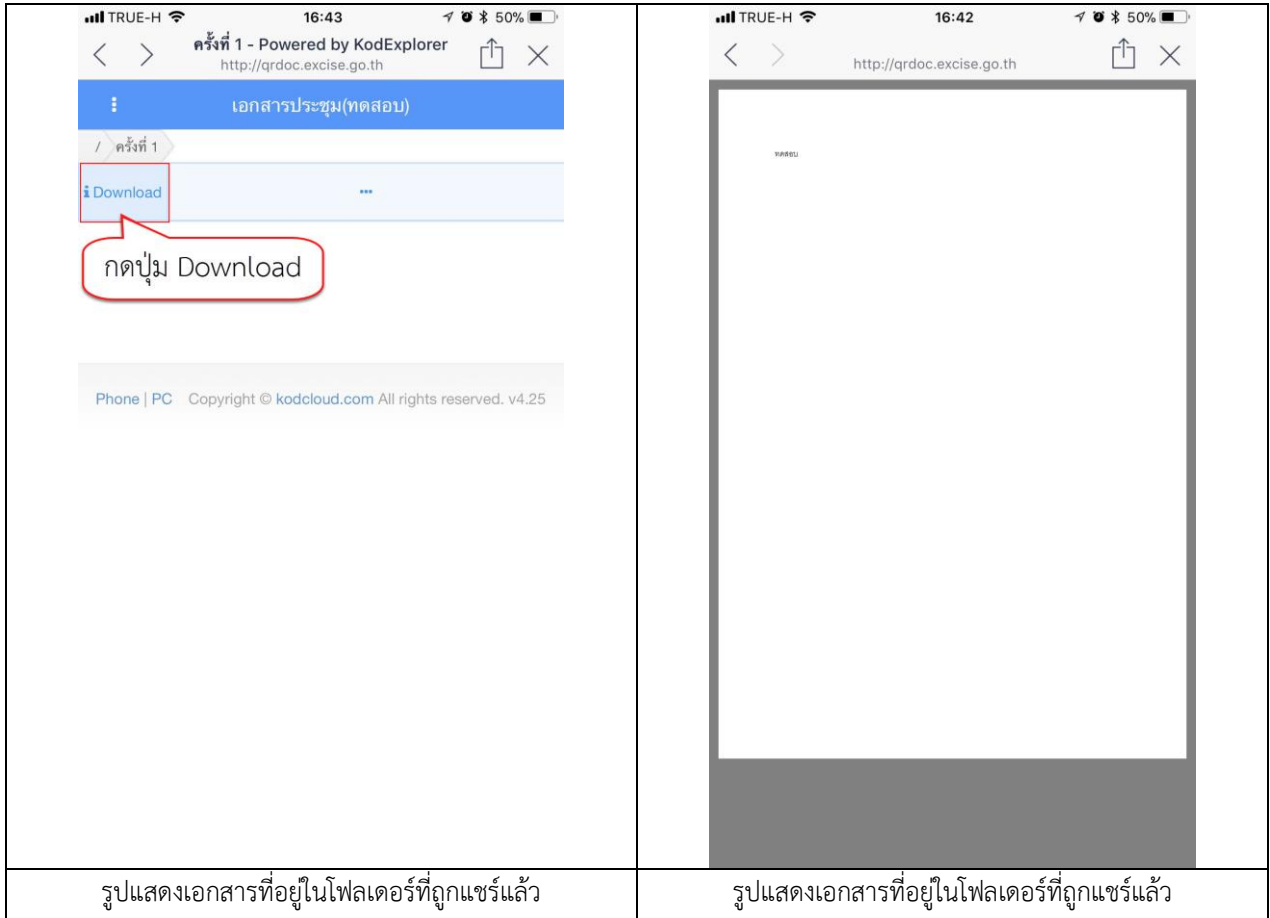 TRUE-H 16:43 50%
ครั้งที่ 1 - Powered by KodExplorer
http://qrdoc.excise.go.th
เอกสารประชุม(ทดสอบ)
/ ครั้งที่ 1
Download ...
กดปุ่ม Download
Phone | PC Copyright © kodcloud.com All rights reserved. v4.25
รูปแสดงเอกสารที่อยู่ในโฟลเดอร์ที่ถูกแชร์แล้ว
TRUE-H 16:42 50%
http://qrdoc.excise.go.th
ทดสอบ
รูปแสดงเอกสารที่อยู่ในโฟลเดอร์ที่ถูกแชร์แล้ว